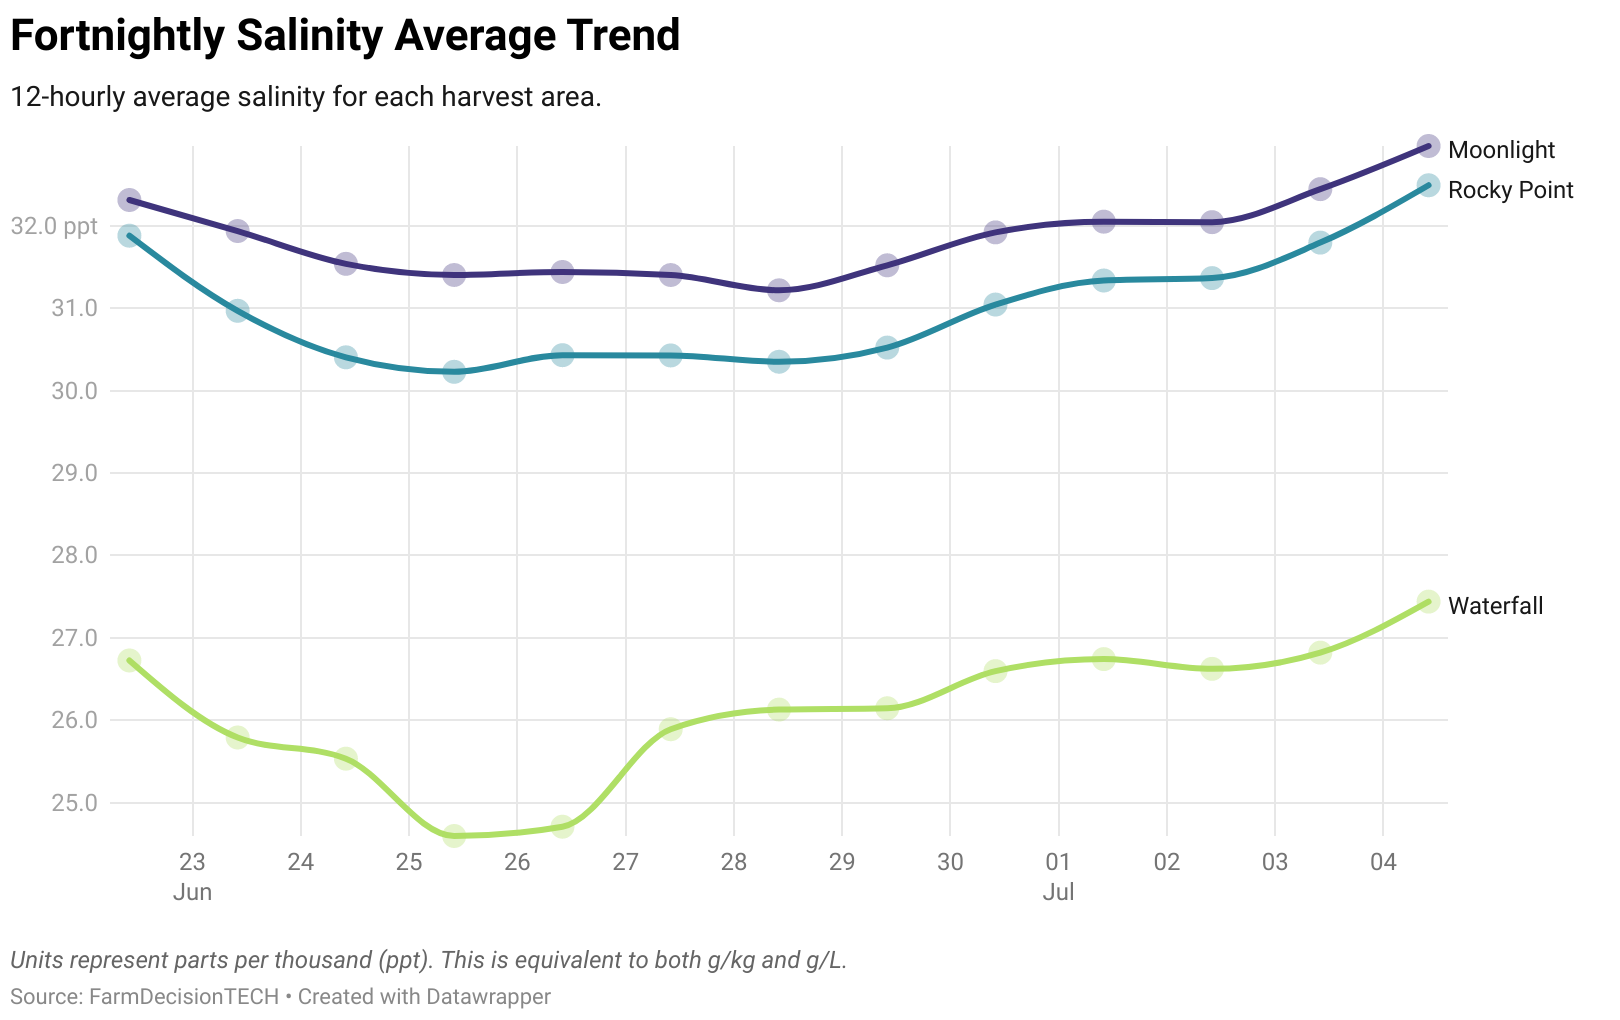 Fortnightly Salinity Average Trend
12-hourly average salinity for each harvest area.
Moonlight
Rocky Point
32.0 ppt
31.0
30.0
29.0
28.0
Waterfall
27.0
26.0
25.0
23 24 25 26 27 28 29 30 01 02 03 04
Jun Jul
Units represent parts per thousand (ppt). This is equivalent to both g/kg and g/L.
Source: FarmDecisionTECH • Created with Datawrapper